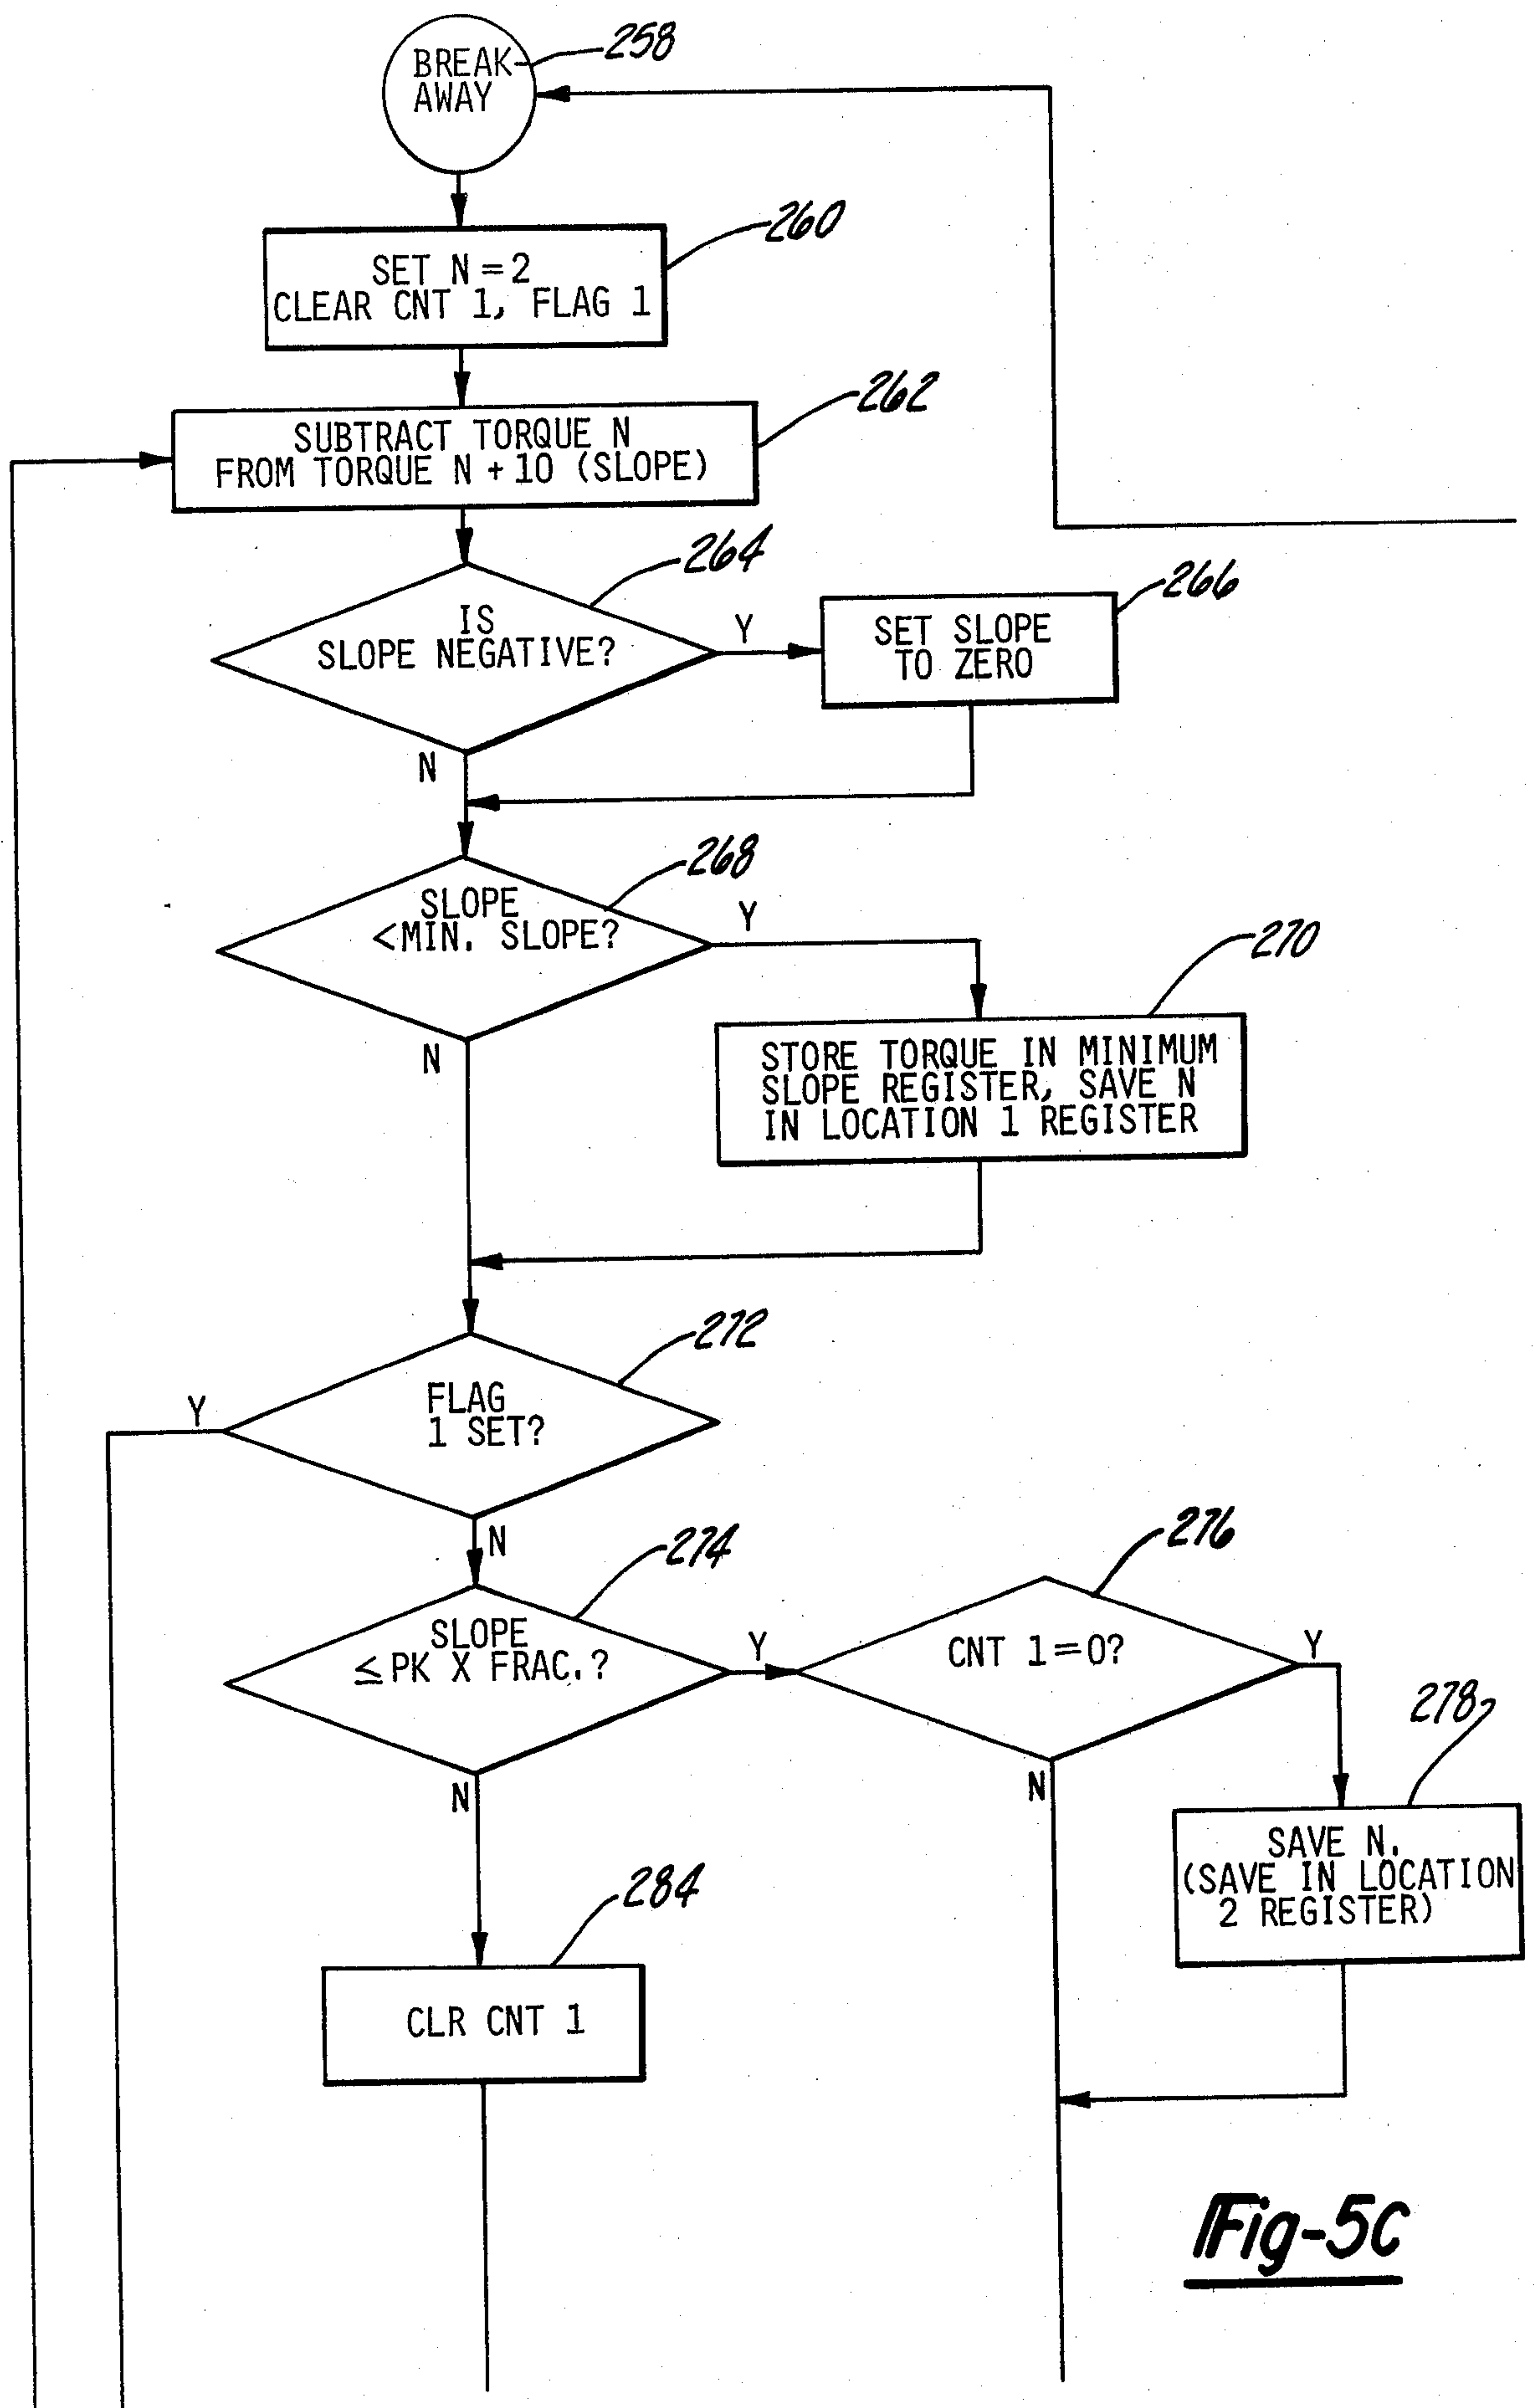 BREAK
AWAY
258
260
SET N = 2
CLEAR CNT 1, FLAG 1
262
SUBTRACT TORQUE N
FROM TORQUE N + 10 (SLOPE)
264
IS
SLOPE NEGATIVE?
Y
266
SET SLOPE
TO ZERO
N
268
SLOPE
<MIN. SLOPE?
Y
270
STORE TORQUE IN MINIMUM
SLOPE REGISTER, SAVE N
IN LOCATION 1 REGISTER
N
272
FLAG
1 SET?
Y
N
274
SLOPE
≤ PK X FRAC.?
Y
276
CNT 1 = 0?
Y
278
N
N
SAVE N.
(SAVE IN LOCATION
2 REGISTER)
284
CLR CNT 1
Fig-5C